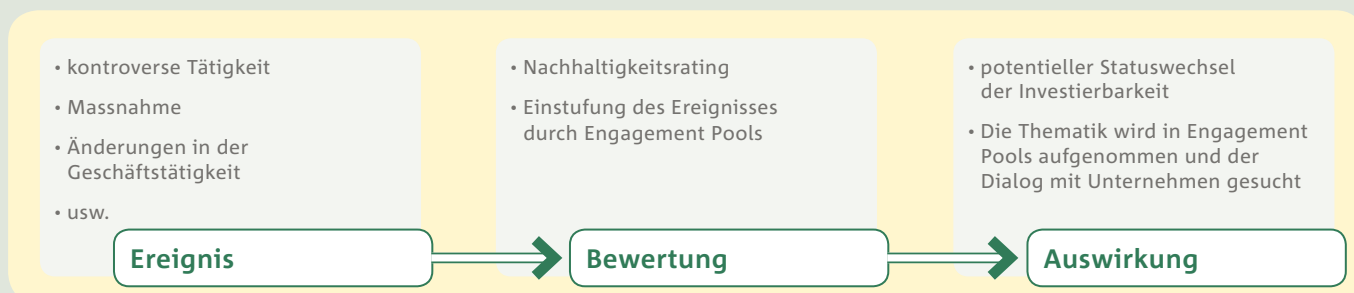 • kontroverse Tätigkeit
• Massnahme
• Änderungen in der
Geschäftstätigkeit
• usw.
Ereignis
• Nachhaltigkeitsrating
• Einstufung des Ereignisses
durch Engagement Pools
Bewertung
• potentieller Statuswechsel
der Investierbarkeit
• Die Thematik wird in Engagement
Pools aufgenommen und der
Dialog mit Unternehmen gesucht
Auswirkung